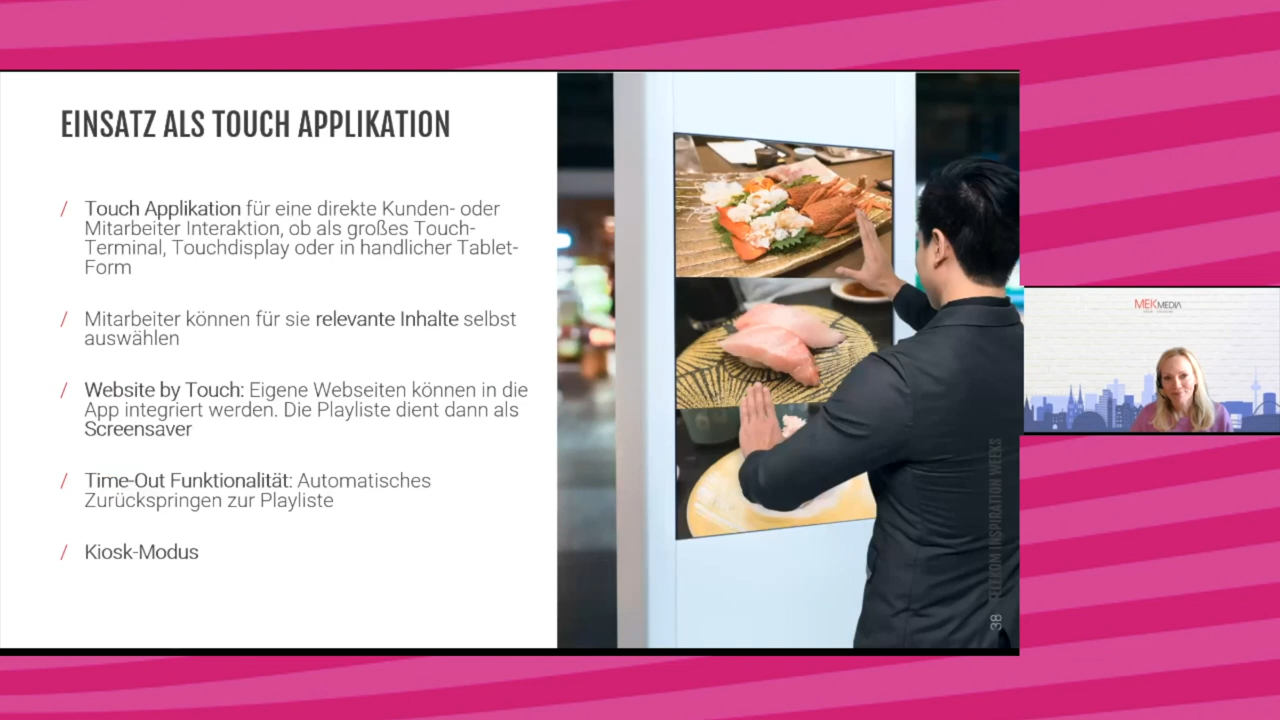 EINSATZ ALS TOUCH APPLIKATION
/ Touch Applikation für eine direkte Kunden- oder
Mitarbeiter Interaktion, ob als großes Touch-
Terminal, Touchdisplay oder in handlicher Tablet-
Form
/ Mitarbeiter können für sie relevante Inhalte selbst
auswählen
/ Website by Touch: Eigene Webseiten können in die
App integriert werden. Die Playliste dient dann als
Screensaver
/ Time-Out Funktionalität: Automatisches
Zurückspringen zur Playliste
/ Kiosk-Modus
38 TELEKOM INSPIRATION WEEKS
MEKMEDIA